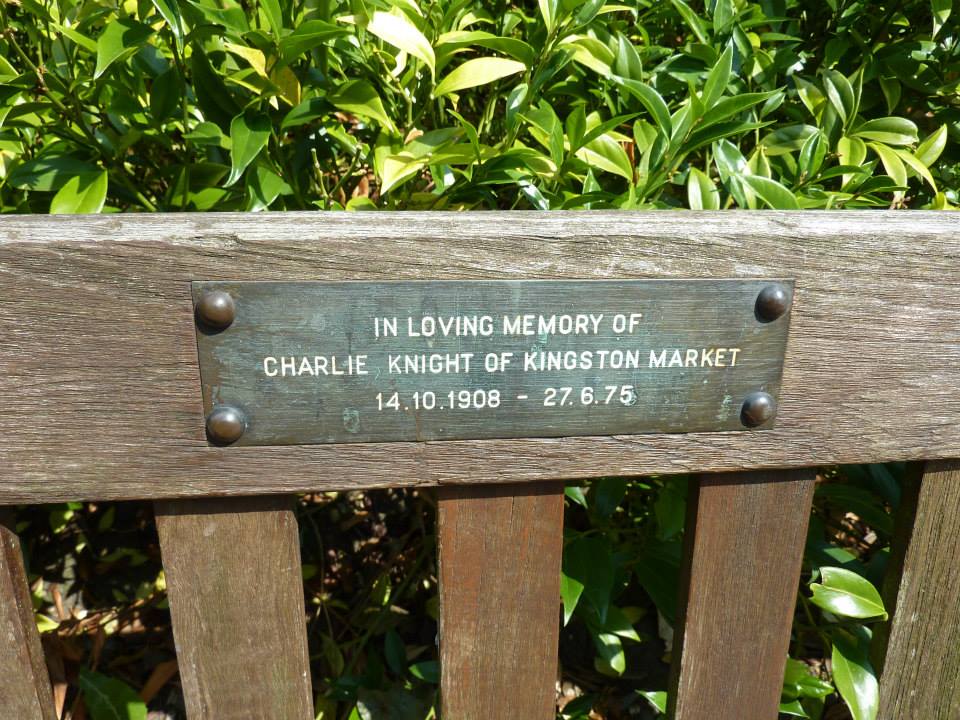 IN LOVING MEMORY OF
CHARLIE KNIGHT OF KINGSTON MARKET
14.10.1908 - 27.6.75